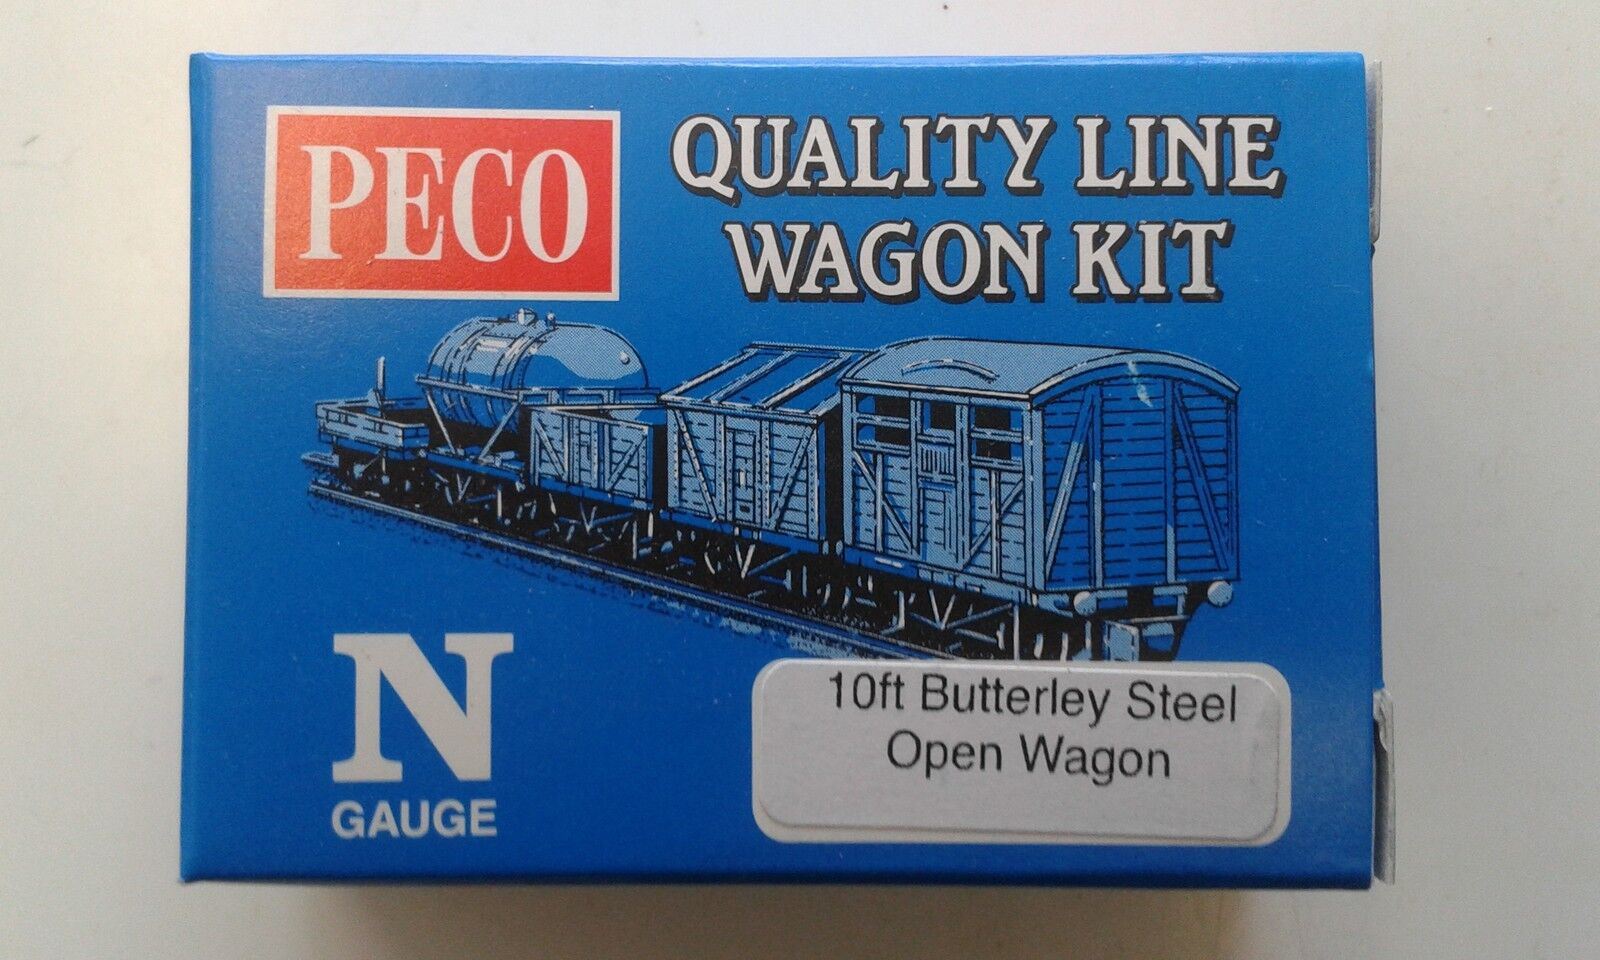 PECO
QUALITY LINE
WAGON KIT
N
GAUGE
10ft Butterley Steel
Open Wagon